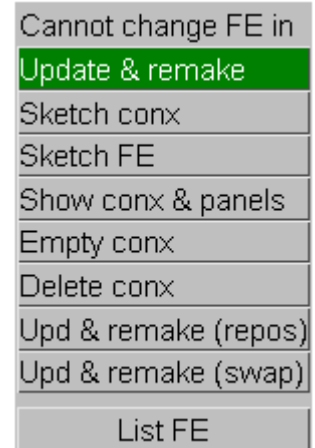 Cannot change FE in
Update & remake
Sketch conx
Sketch FE
Show conx & panels
Empty conx
Delete conx
Upd & remake (repos)
Upd & remake (swap)
List FE